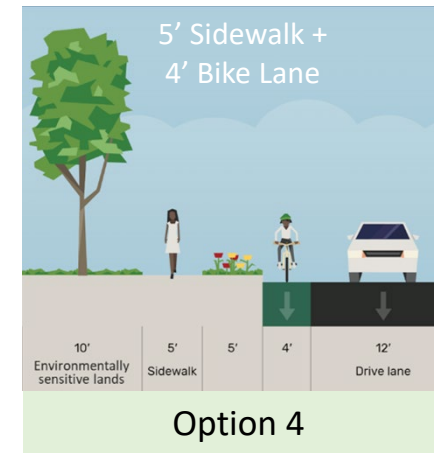 5’ Sidewalk +
4’ Bike Lane
10' 5' 5' 4' 12'
Environmentally Sidewalk Drive lane
sensitive lands
Option 4